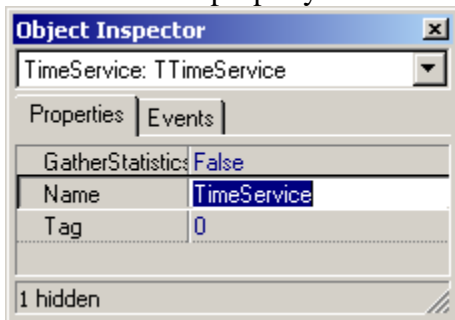 Object Inspector
TimeService: TTimeService
Properties Events
GatherStatistics False
Name TimeService
Tag 0
1 hidden